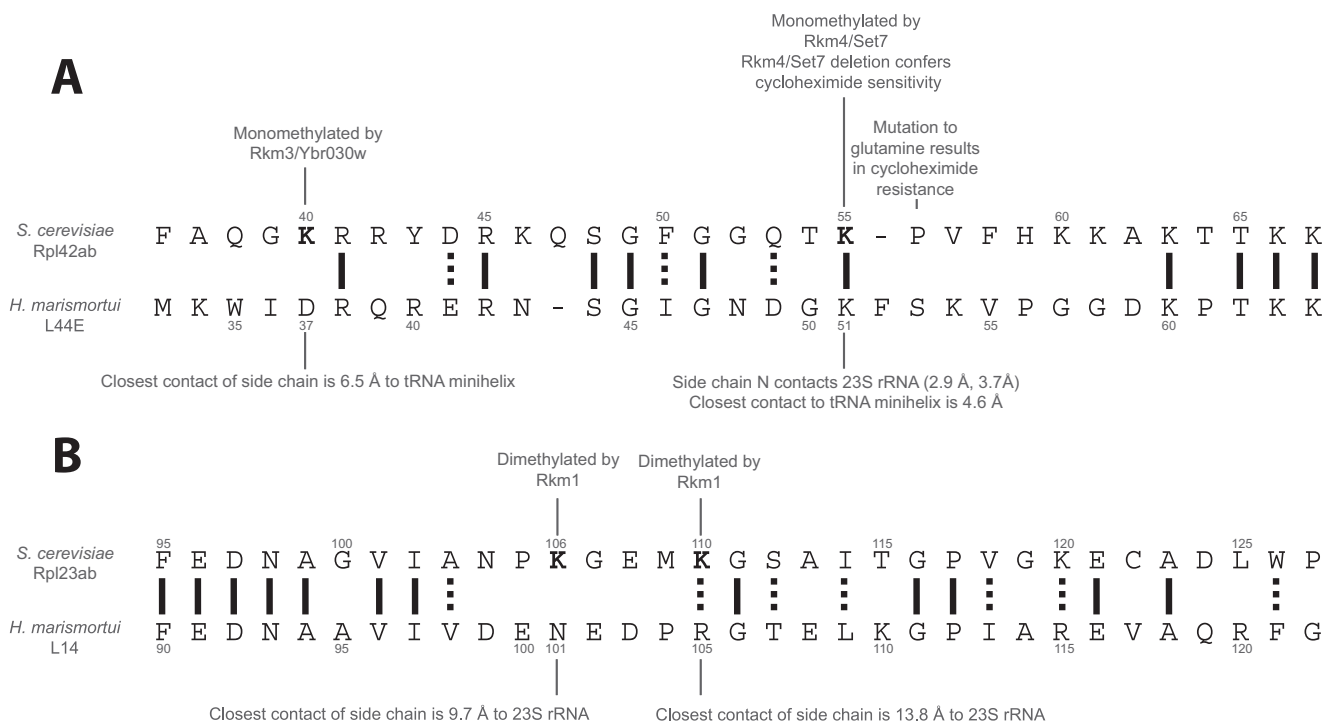 A
Monomethylated by
Rkm4/Set7
Rkm4/Set7 deletion confers
cycloheximide sensitivity
Monomethylated by
Rkm3/Ybr030w
Mutation to
glutamine results
in cycloheximide
resistance
40 45 50 55 60 65
S. cerevisiae
Rpl42ab
F A Q G K R R Y D R K Q S G F G G Q T K - P V F H K K A K T T K K
H. marismortui
L44E
M K W I D R Q R E R N - S G I G N D G K F S K V P G G D K P T K K
35 37 40 45 50 51 55 60
Closest contact of side chain is 6.5 Å to tRNA minihelix
Side chain N contacts 23S rRNA (2.9 Å, 3.7Å)
Closest contact to tRNA minihelix is 4.6 Å
B
Dimethylated by
Rkm1
Dimethylated by
Rkm1
95 100 106 110 115 120 125
S. cerevisiae
Rpl23ab
F E D N A G V I A N P K G E M K G S A I T G P V G K E C A D L W P
H. marismortui
L14
F E D N A A V I V D E N E D P R G T E L K G P I A R E V A Q R F G
90 95 100 101 105 110 115 120
Closest contact of side chain is 9.7 Å to 23S rRNA
Closest contact of side chain is 13.8 Å to 23S rRNA